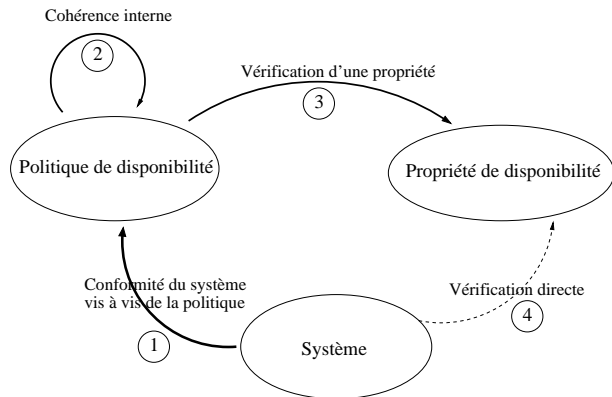 Cohérence interne
2
Vérification d'une propriété
3
Politique de disponibilité
Propriété de disponibilité
Conformité du système
vis à vis de la politique
1
Vérification directe
4
Système